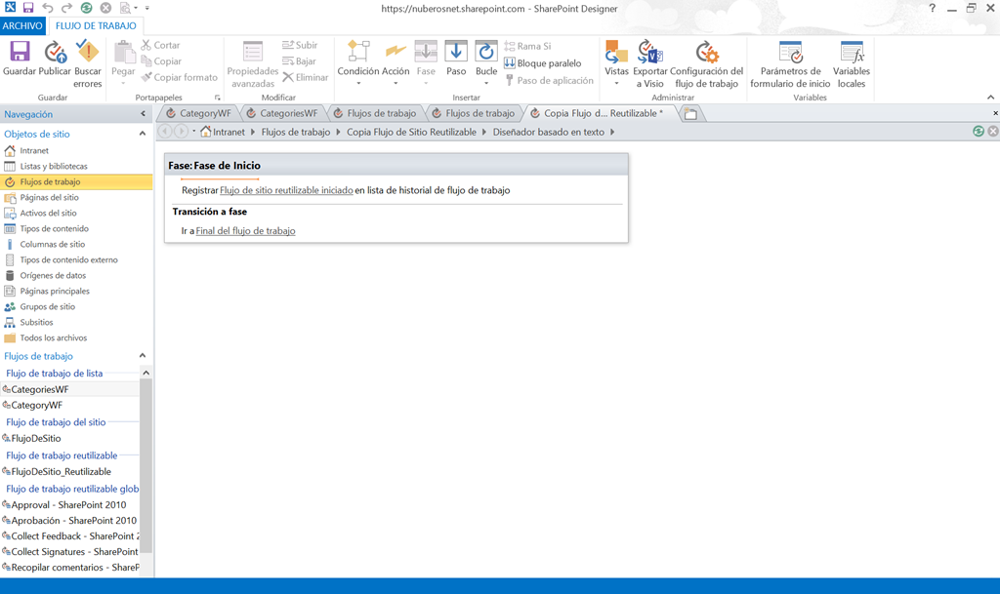 https://nuberosnet.sharepoint.com - SharePoint Designer
?
ARCHIVO FLUJO DE TRABAJO
Guardar Publicar Buscar errores
Guardar
Pegar
Cortar
Copiar
Copiar formato
Portapapeles
Propiedades avanzadas
Subir
Bajar
Eliminar
Modificar
Condición Acción Fase Paso Bucle
Rama Si
Bloque paralelo
Paso de aplicación
Insertar
Vistas Exportar a Visio Configuración del flujo de trabajo
Administrar
Parámetros de formulario de inicio Variables locales
Variables
Navegación
CategoryWF CategoriesWF Flujos de trabajo Flujos de trabajo Copia Flujo d... Reutilizable *
Intranet Flujos de trabajo Copia Flujo de Sitio Reutilizable Diseñador basado en texto
Objetos de sitio
Intranet
Listas y bibliotecas
Flujos de trabajo
Páginas del sitio
Activos del sitio
Tipos de contenido
Columnas de sitio
Tipos de contenido externo
Orígenes de datos
Páginas principales
Grupos de sitio
Subsitios
Todos los archivos
Flujos de trabajo
Flujo de trabajo de lista
CategoriesWF
CategoryWF
Flujo de trabajo del sitio
FlujoDeSitio
Flujo de trabajo reutilizable
FlujoDeSitio_Reutilizable
Flujo de trabajo reutilizable glob
Approval - SharePoint 2010
Aprobación - SharePoint 2010
Collect Feedback - SharePoint 2
Collect Signatures - SharePoint
Recopilar comentarios - ShareP
Fase: Fase de Inicio
Registrar Flujo de sitio reutilizable iniciado en lista de historial de flujo de trabajo
Transición a fase
Ir a Final del flujo de trabajo